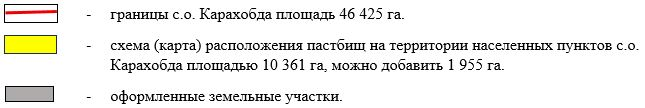 - границы с.о. Карахобда площадь 46 425 га.
- схема (карта) расположения пастбищ на территории населенных пунктов с.о.
Карахобда площадью 10 361 га, можно добавить 1 955 га.
- оформленные земельные участки.